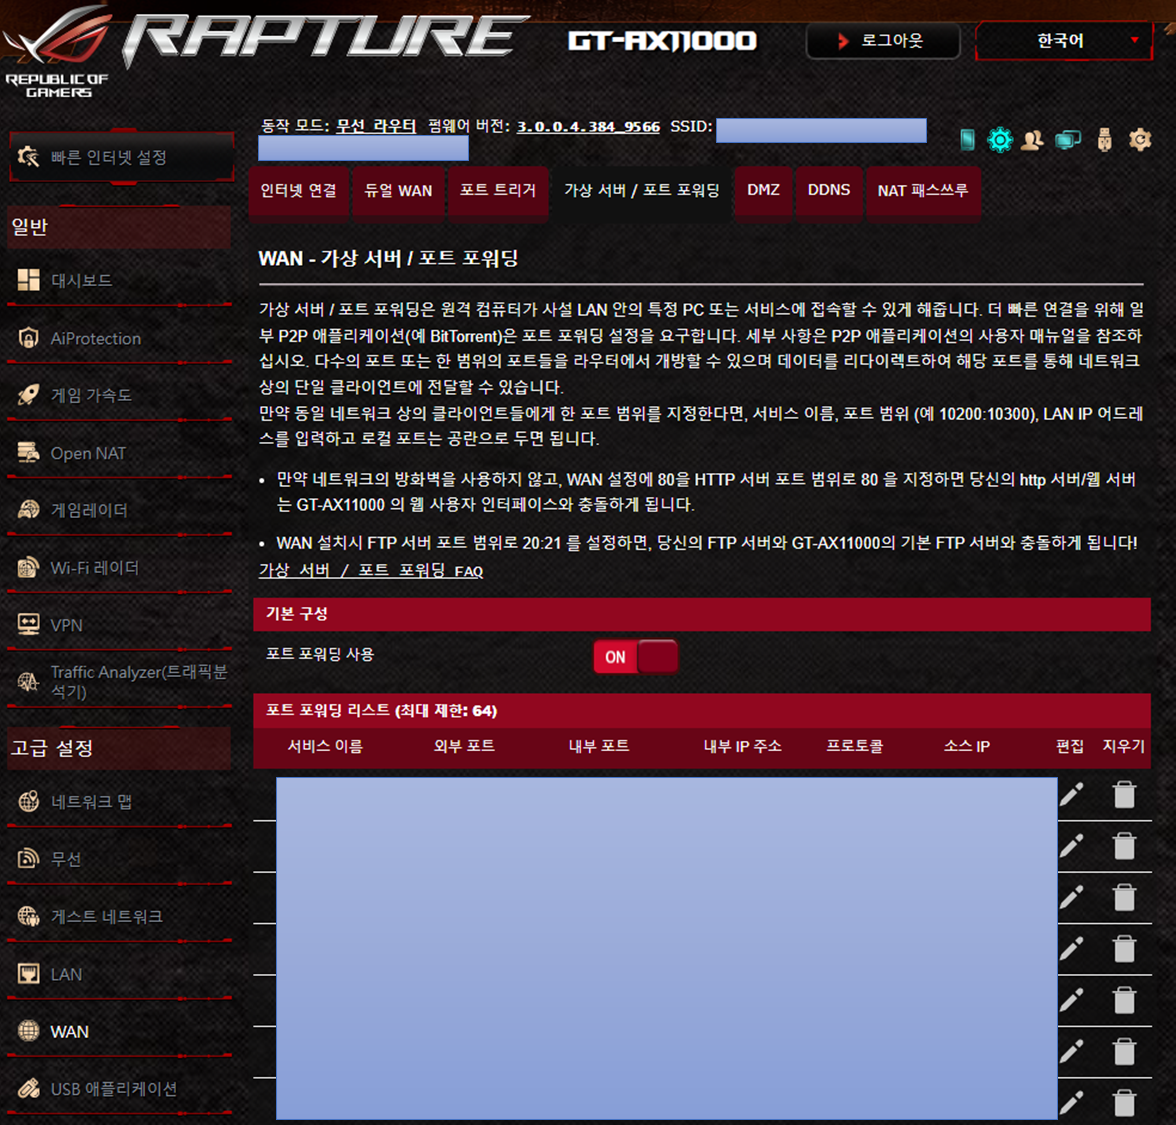 RAPTURE
REPUBLIC OF
GAMERS
GT-AX11000
로그아웃
한국어
동작 모드: 무선 라우터 펌웨어 버전: 3.0.0.4.384_9566 SSID:
빠른 인터넷 설정
일반
대시보드
AiProtection
게임 가속도
Open NAT
게임레이더
Wi-Fi 레이더
VPN
Traffic Analyzer(트래픽분
석기)
고급 설정
네트워크 맵
무선
게스트 네트워크
LAN
WAN
USB 애플리케이션
인터넷 연결
듀얼 WAN
포트 트리거
가상 서버 / 포트 포워딩
DMZ
DDNS
NAT 패스쓰루
WAN - 가상 서버 / 포트 포워딩
가상 서버 / 포트 포워딩은 원격 컴퓨터가 사설 LAN 안의 특정 PC 또는 서비스에 접속할 수 있게 해줍니다. 더 빠른 연결을 위해 일
부 P2P 애플리케이션(예 BitTorrent)은 포트 포워딩 설정을 요구합니다. 세부 사항은 P2P 애플리케이션의 사용자 매뉴얼을 참조하
십시오. 다수의 포트 또는 한 범위의 포트들을 라우터에서 개방할 수 있으며 데이터를 리다이렉트하여 해당 포트를 통해 네트워크
상의 단일 클라이언트에 전달할 수 있습니다.
만약 동일 네트워크 상의 클라이언트들에게 한 포트 범위를 지정한다면, 서비스 이름, 포트 범위 (예 10200:10300), LAN IP 어드레
스를 입력하고 로컬 포트는 공란으로 두면 됩니다.
• 만약 네트워크의 방화벽을 사용하지 않고, WAN 설정에 80을 HTTP 서버 포트 범위로 80 을 지정하면 당신의 http 서버/웹 서버
는 GT-AX11000 의 웹 사용자 인터페이스와 충돌하게 됩니다.
• WAN 설치시 FTP 서버 포트 범위로 20:21 를 설정하면, 당신의 FTP 서버와 GT-AX11000의 기본 FTP 서버와 충돌하게 됩니다!
가상 서버 / 포트 포워딩 FAQ
기본 구성
포트 포워딩 사용
ON
포트 포워딩 리스트 (최대 제한: 64)
서비스 이름 외부 포트 내부 포트 내부 IP 주소 프로토콜 소스 IP 편집 지우기